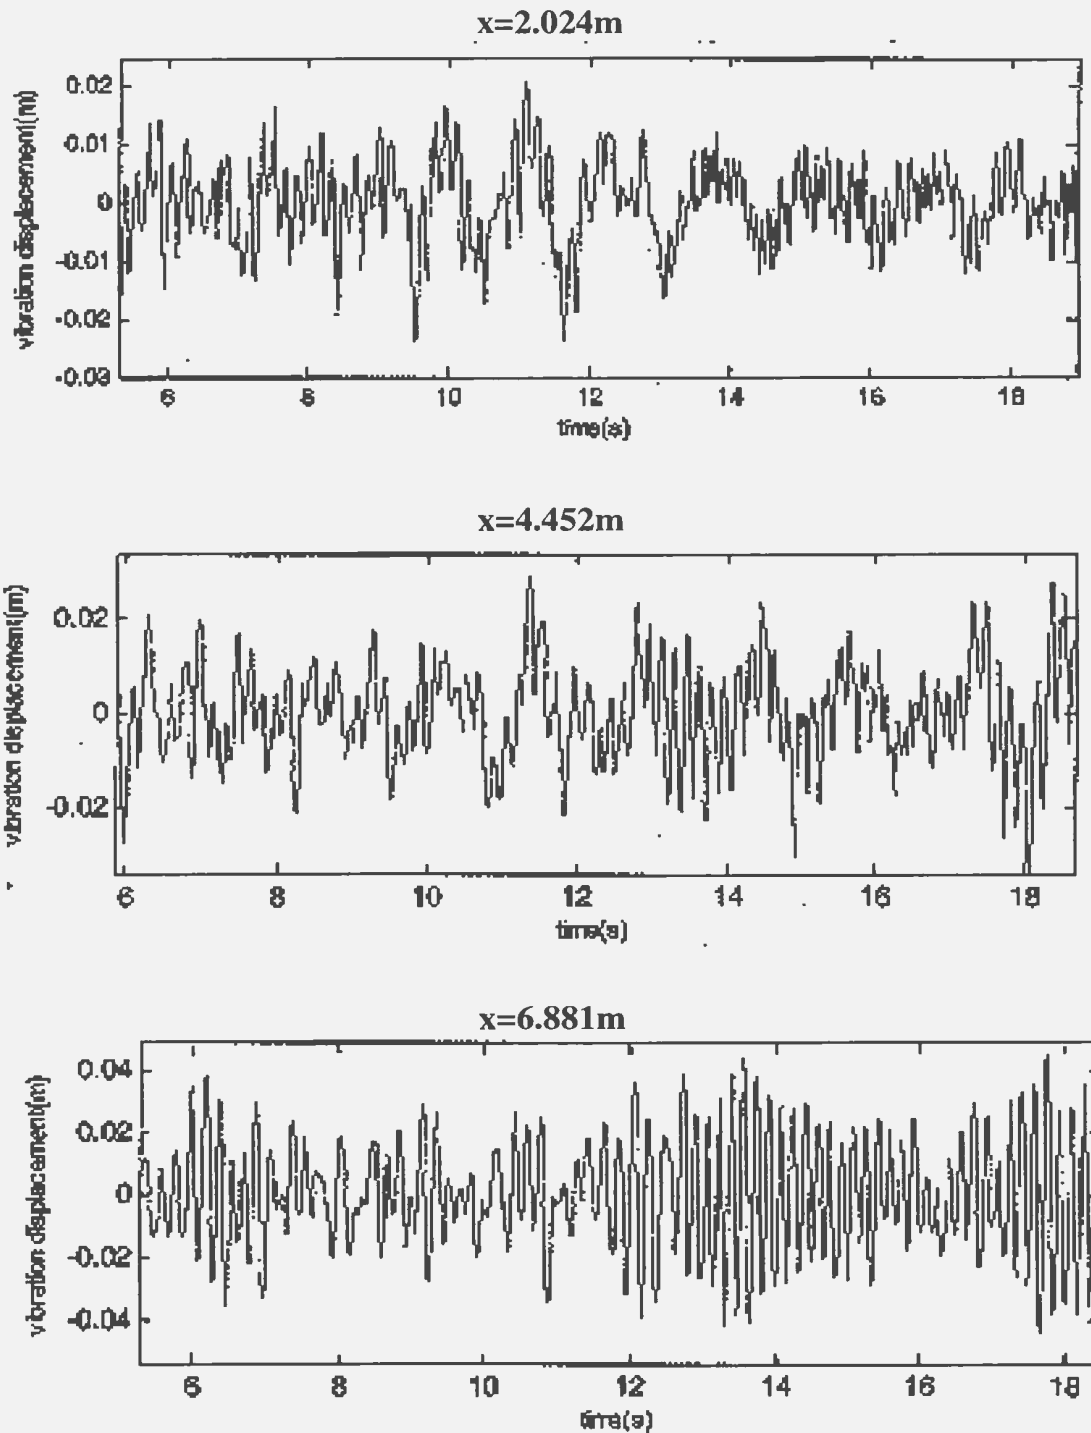 x=2.024m
0.02
0.01
0
-0.01
-0.02
-0.03
vibration displacement(m)
6 8 10 12 14 16 18
time(s)
x=4.452m
0.02
0
-0.02
vibration displacement(m)
6 8 10 12 14 16 18
time(s)
x=6.881m
0.04
0.02
0
-0.02
-0.04
vibration displacement(m)
6 8 10 12 14 16 18
time(s)